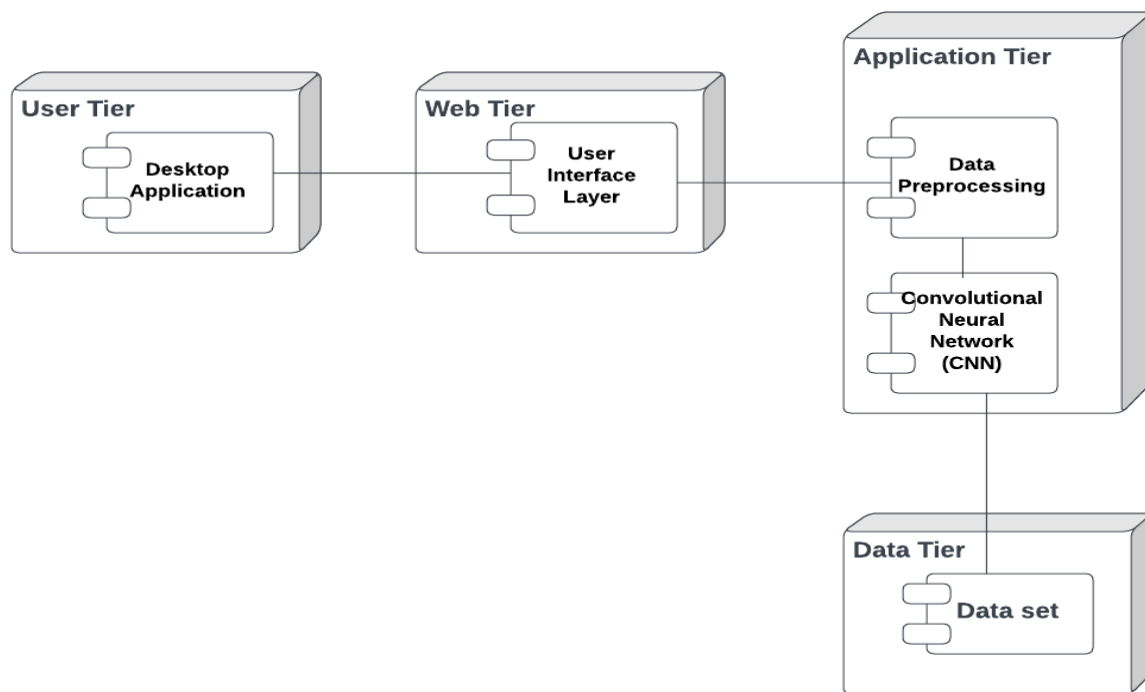 User Tier
Desktop
Application
Web Tier
User
Interface
Layer
Application Tier
Data
Preprocessing
Convolutional
Neural
Network
(CNN)
Data Tier
Data set